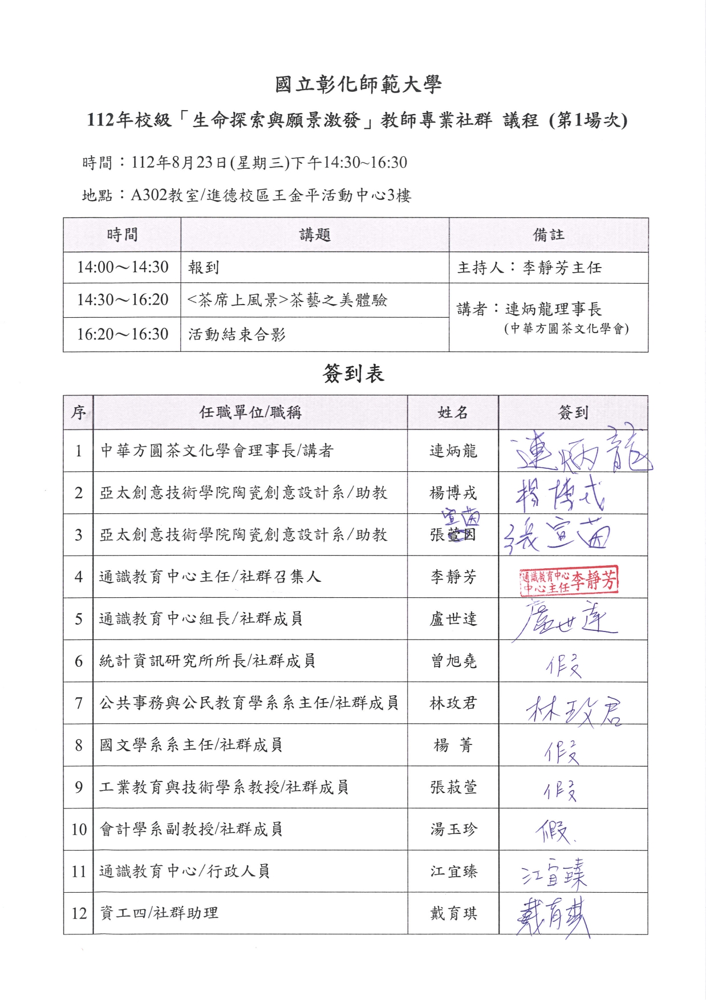 國立彰化師範大學
112年校級「生命探索與願景激發」教師專業社群 議程 (第1場次)
時間：112年8月23日(星期三)下午14:30~16:30
地點：A302教室/進德校區王金平活動中心3樓
時間 講題 備註
14:00～14:30 報到 主持人：李靜芳主任
14:30～16:20 <茶席上風景>茶藝之美體驗 講者：連炳龍理事長
(中華方圓茶文化學會)
16:20～16:30 活動結束合影
簽到表
序 任職單位/職稱 姓名 簽到
1 中華方圓茶文化學會理事長/講者 連炳龍 連炳龍
2 亞太創意技術學院陶瓷創意設計系/助教 楊博戎 楊博戎
宣茵
3 亞太創意技術學院陶瓷創意設計系/助教 張萱因 張宣茵
4 通識教育中心主任/社群召集人 李靜芳 通識教育中心中心主任李靜芳
5 通識教育中心組長/社群成員 盧世達 盧世達
6 統計資訊研究所所長/社群成員 曾旭堯 假
7 公共事務與公民教育學系系主任/社群成員 林玫君 林玫君
8 國文學系系主任/社群成員 楊 菁 假
9 工業教育與技術學系教授/社群成員 張菽萱 假
10 會計學系副教授/社群成員 湯玉珍 假
11 通識教育中心/行政人員 江宜臻 江宜臻
12 資工四/社群助理 戴育琪 戴育琪